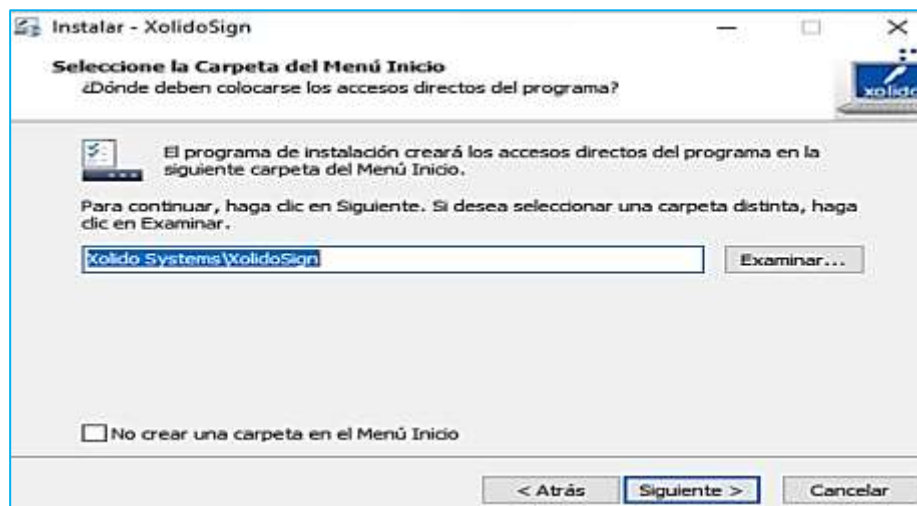 Instalar - XolidoSign
Seleccione la Carpeta del Menú Inicio
¿Dónde deben colocarse los accesos directos del programa?
xolido
El programa de instalación creará los accesos directos del programa en la
siguiente carpeta del Menú Inicio.
Para continuar, haga clic en Siguiente. Si desea seleccionar una carpeta distinta, haga
clic en Examinar.
Xolido Systems\XolidoSign
Examinar...
No crear una carpeta en el Menú Inicio
< Atrás
Siguiente >
Cancelar